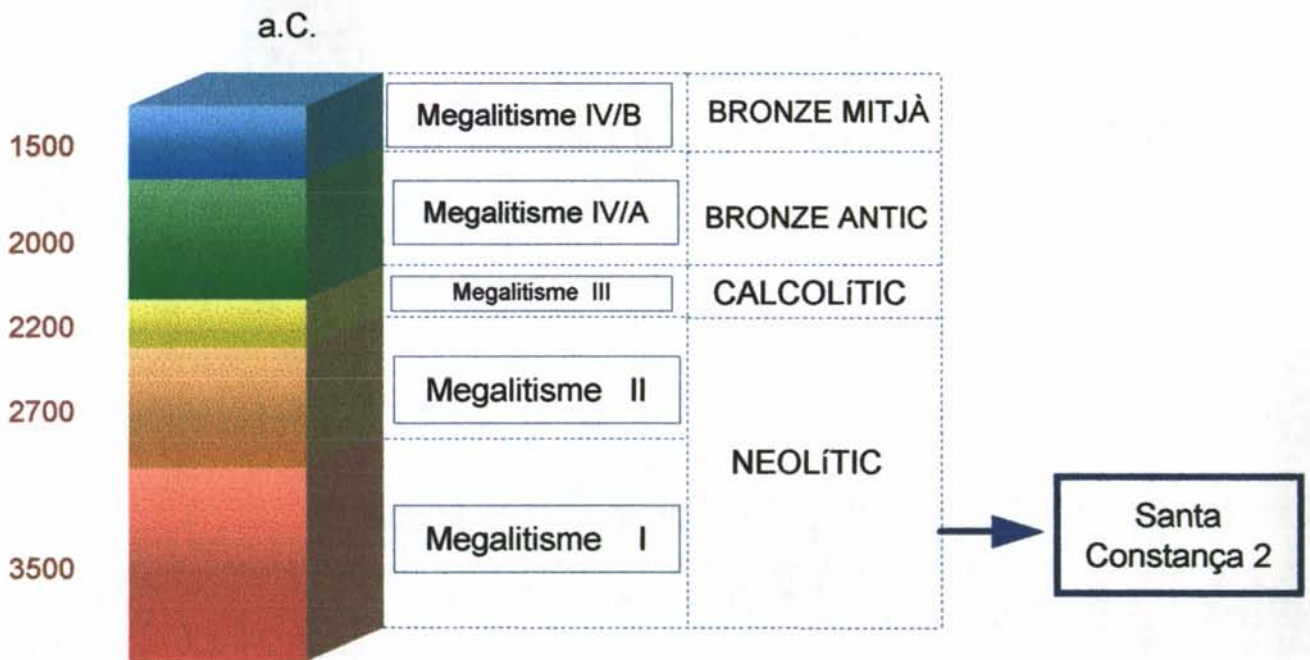 a.C.
1500
Megalitisme IV/B
BRONZE MITJÀ
2000
Megalitisme IV/A
BRONZE ANTIC
2200
Megalitisme III
CALCOLíTIC
2700
Megalitisme II
NEOLíTIC
3500
Megalitisme I
Santa
Constança 2